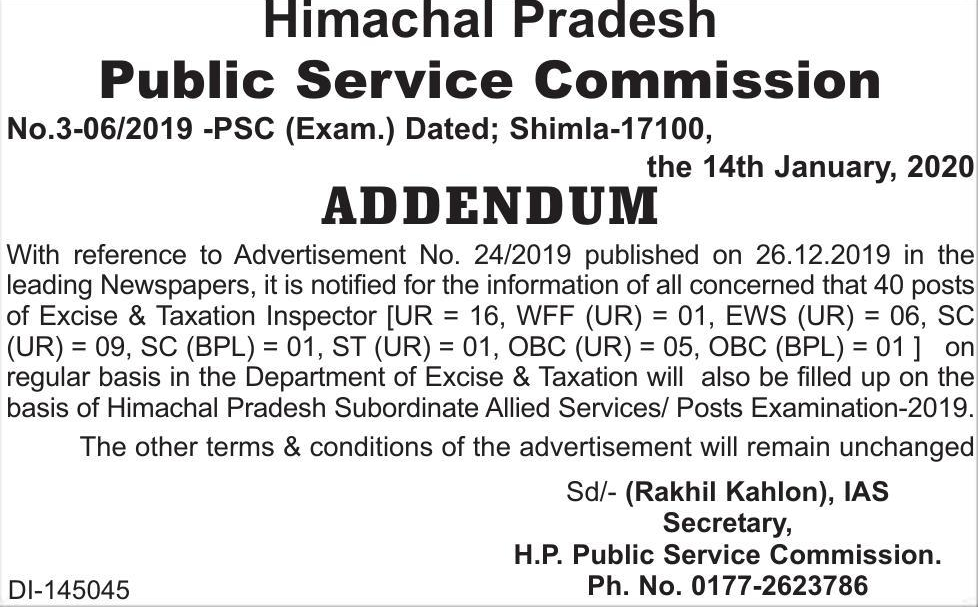 Himachal Pradesh
Public Service Commission
No.3-06/2019 -PSC (Exam.) Dated; Shimla-17100,
the 14th January, 2020
ADDENDUM
With reference to Advertisement No. 24/2019 published on 26.12.2019 in the
leading Newspapers, it is notified for the information of all concerned that 40 posts
of Excise & Taxation Inspector [UR = 16, WFF (UR) = 01, EWS (UR) = 06, SC
(UR) = 09, SC (BPL) = 01, ST (UR) = 01, OBC (UR) = 05, OBC (BPL) = 01 ] on
regular basis in the Department of Excise & Taxation will also be filled up on the
basis of Himachal Pradesh Subordinate Allied Services/ Posts Examination-2019.
The other terms & conditions of the advertisement will remain unchanged
Sd/- (Rakhil Kahlon), IAS
Secretary,
H.P. Public Service Commission.
Ph. No. 0177-2623786
DI-145045